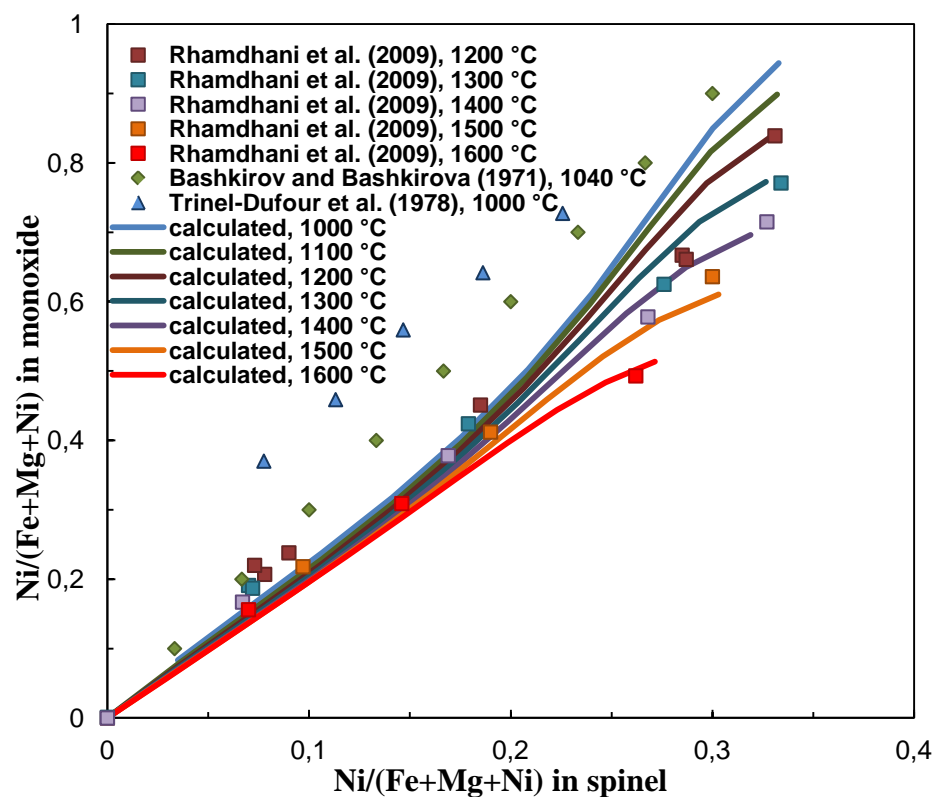 1
Rhamdhani et al. (2009), 1200 °C
Rhamdhani et al. (2009), 1300 °C
Rhamdhani et al. (2009), 1400 °C
Rhamdhani et al. (2009), 1500 °C
Rhamdhani et al. (2009), 1600 °C
Bashkirov and Bashkirova (1971), 1040 °C
Trinel-Dufour et al. (1978), 1000 °C
calculated, 1000 °C
calculated, 1100 °C
calculated, 1200 °C
calculated, 1300 °C
calculated, 1400 °C
calculated, 1500 °C
calculated, 1600 °C
0,8
0,6
0,4
0,2
0
Ni/(Fe+Mg+Ni) in monoxide
0 0,1 0,2 0,3 0,4
Ni/(Fe+Mg+Ni) in spinel